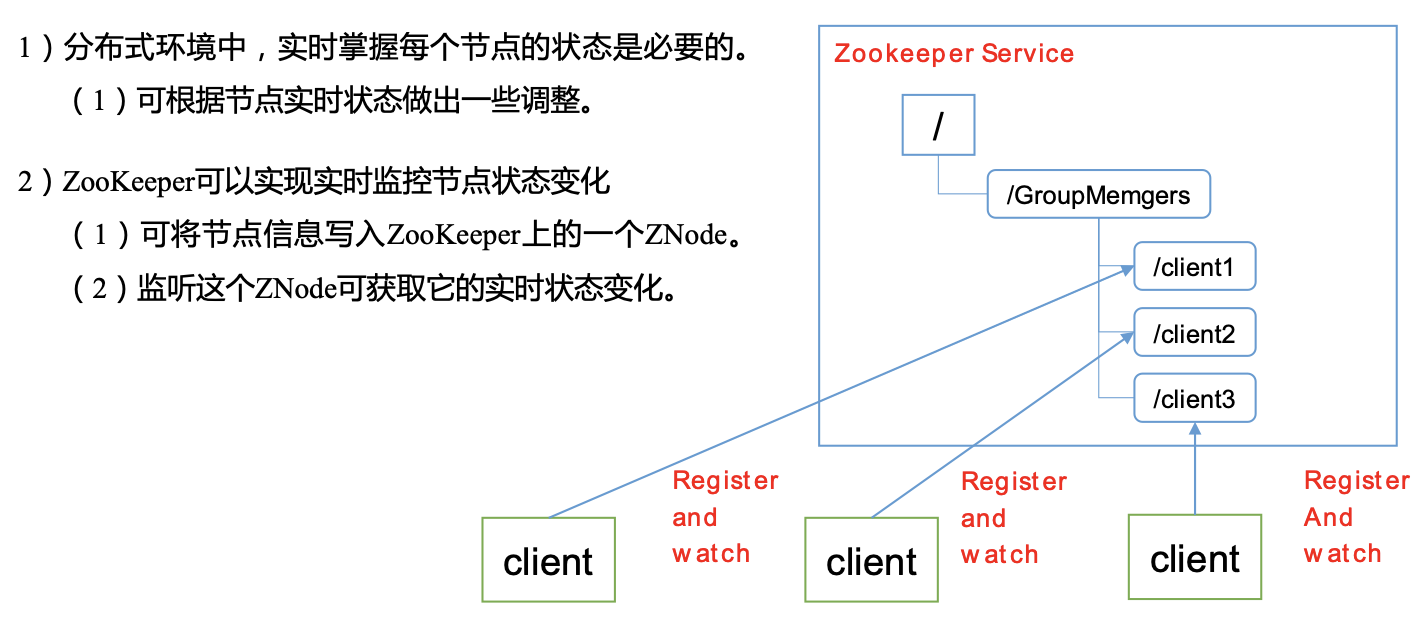 1）分布式环境中，实时掌握每个节点的状态是必要的。
（1）可根据节点实时状态做出一些调整。
2）ZooKeeper可以实现实时监控节点状态变化
（1）可将节点信息写入ZooKeeper上的一个ZNode。
（2）监听这个ZNode可获取它的实时状态变化。
Zookeeper Service
/
/GroupMemgers
/client1
/client2
/client3
Register
and
watch
Register
and
watch
Register
And
watch
client
client
client